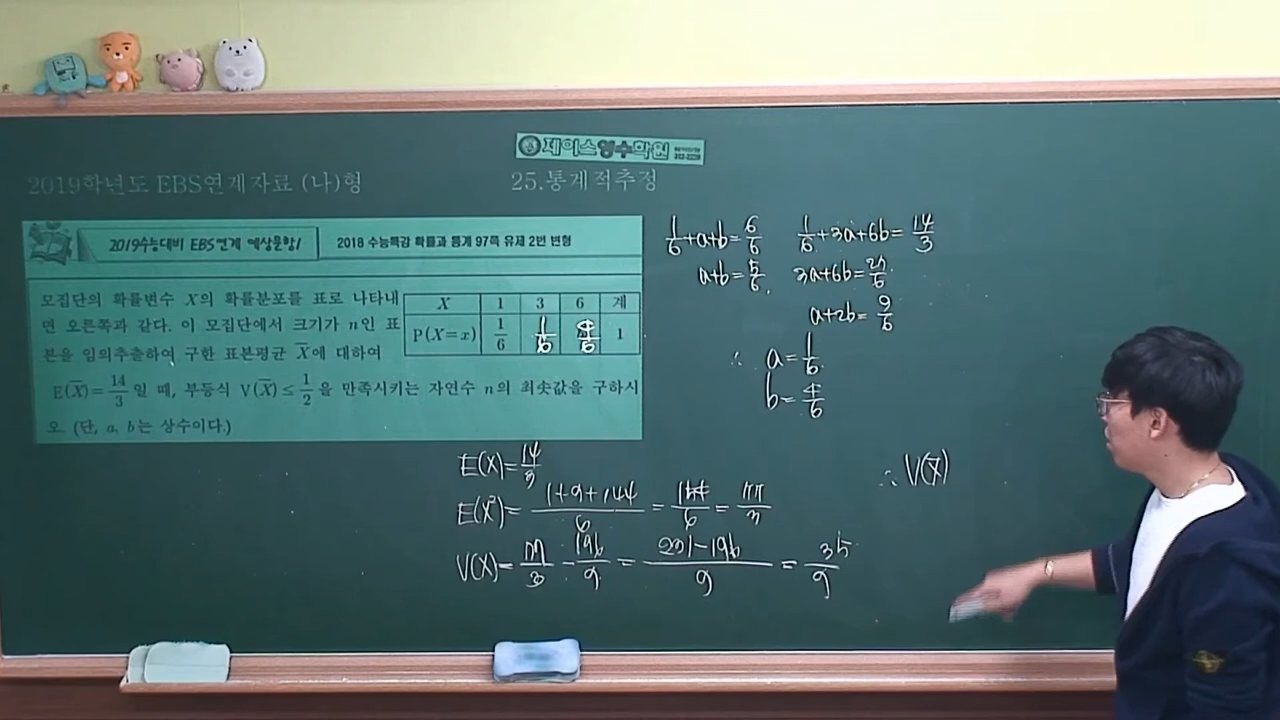 제이스영수학원
2019학년도 EBS연계자료 (나)형
25.통계적추정
2019수능대비 EBS연계 예상문항1
2018 수능특강 확률과 통계 97쪽 유제 2번 변형
모집단의 확률변수 X의 확률분포를 표로 나타내
면 오른쪽과 같다. 이 모집단에서 크기가 n인 표
본을 임의추출하여 구한 표본평균 X̄에 대하여
X 1 3 6 계
P(X=x) 1/6 1/6 4/6 1
E(X̄)=14/3 일 때, 부등식 V(X̄)≤1/2 을 만족시키는 자연수 n의 최솟값을 구하시
오. (단, a, b는 상수이다.)
1/6+a+b=6/6
a+b=5/6
1/6+3a+6b=14/3
3a+6b=27/6
a+2b=9/6
∴ a=1/6
b=4/6
E(X)=14/3
E(X²)=(1+9+144)/6=154/6=77/3
V(X)=77/3-196/9=(231-196)/9=35/9
∴ V(X̄)